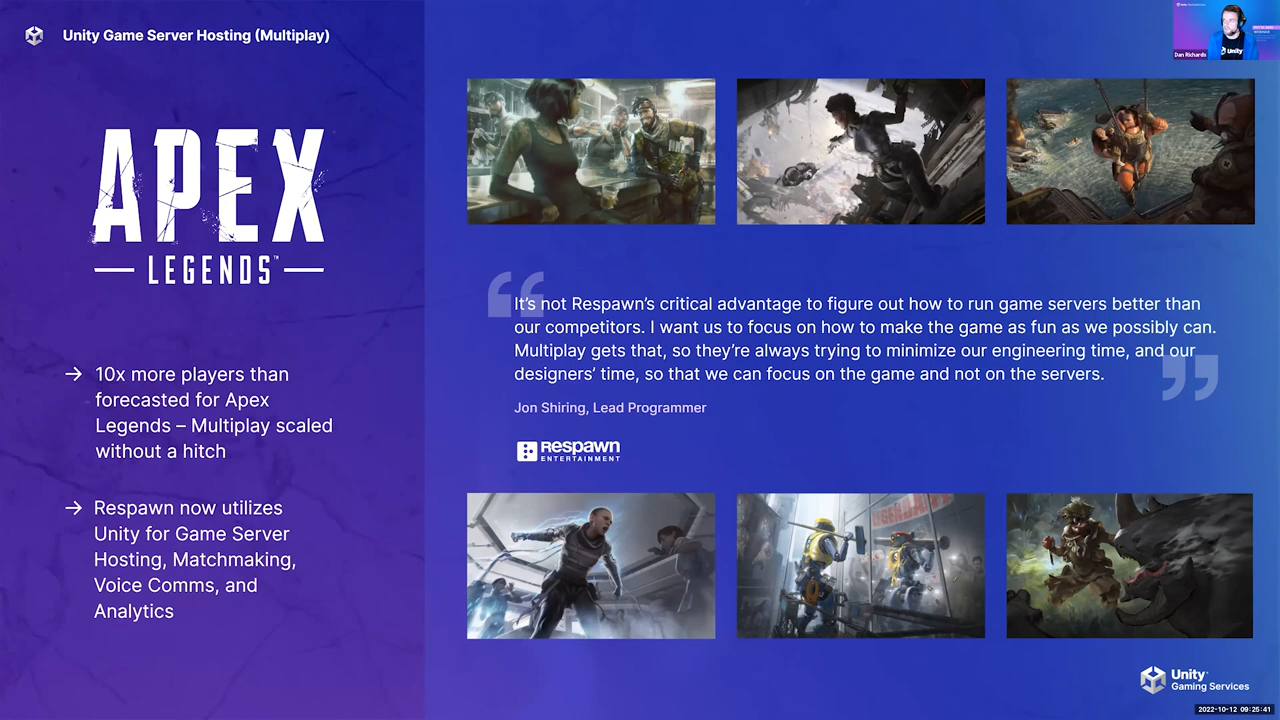 Unity Game Server Hosting (Multiplay)
APEX
LEGENDS™
→ 10x more players than
forecasted for Apex
Legends – Multiplay scaled
without a hitch
→ Respawn now utilizes
Unity for Game Server
Hosting, Matchmaking,
Voice Comms, and
Analytics
“It’s not Respawn’s critical advantage to figure out how to run game servers better than
our competitors. I want us to focus on how to make the game as fun as we possibly can.
Multiplay gets that, so they’re always trying to minimize our engineering time, and our
designers’ time, so that we can focus on the game and not on the servers.”
Jon Shiring, Lead Programmer
Respawn
ENTERTAINMENT
Unity
Gaming Services
Dan Richards
Unity
2022-10-12 09:25:41